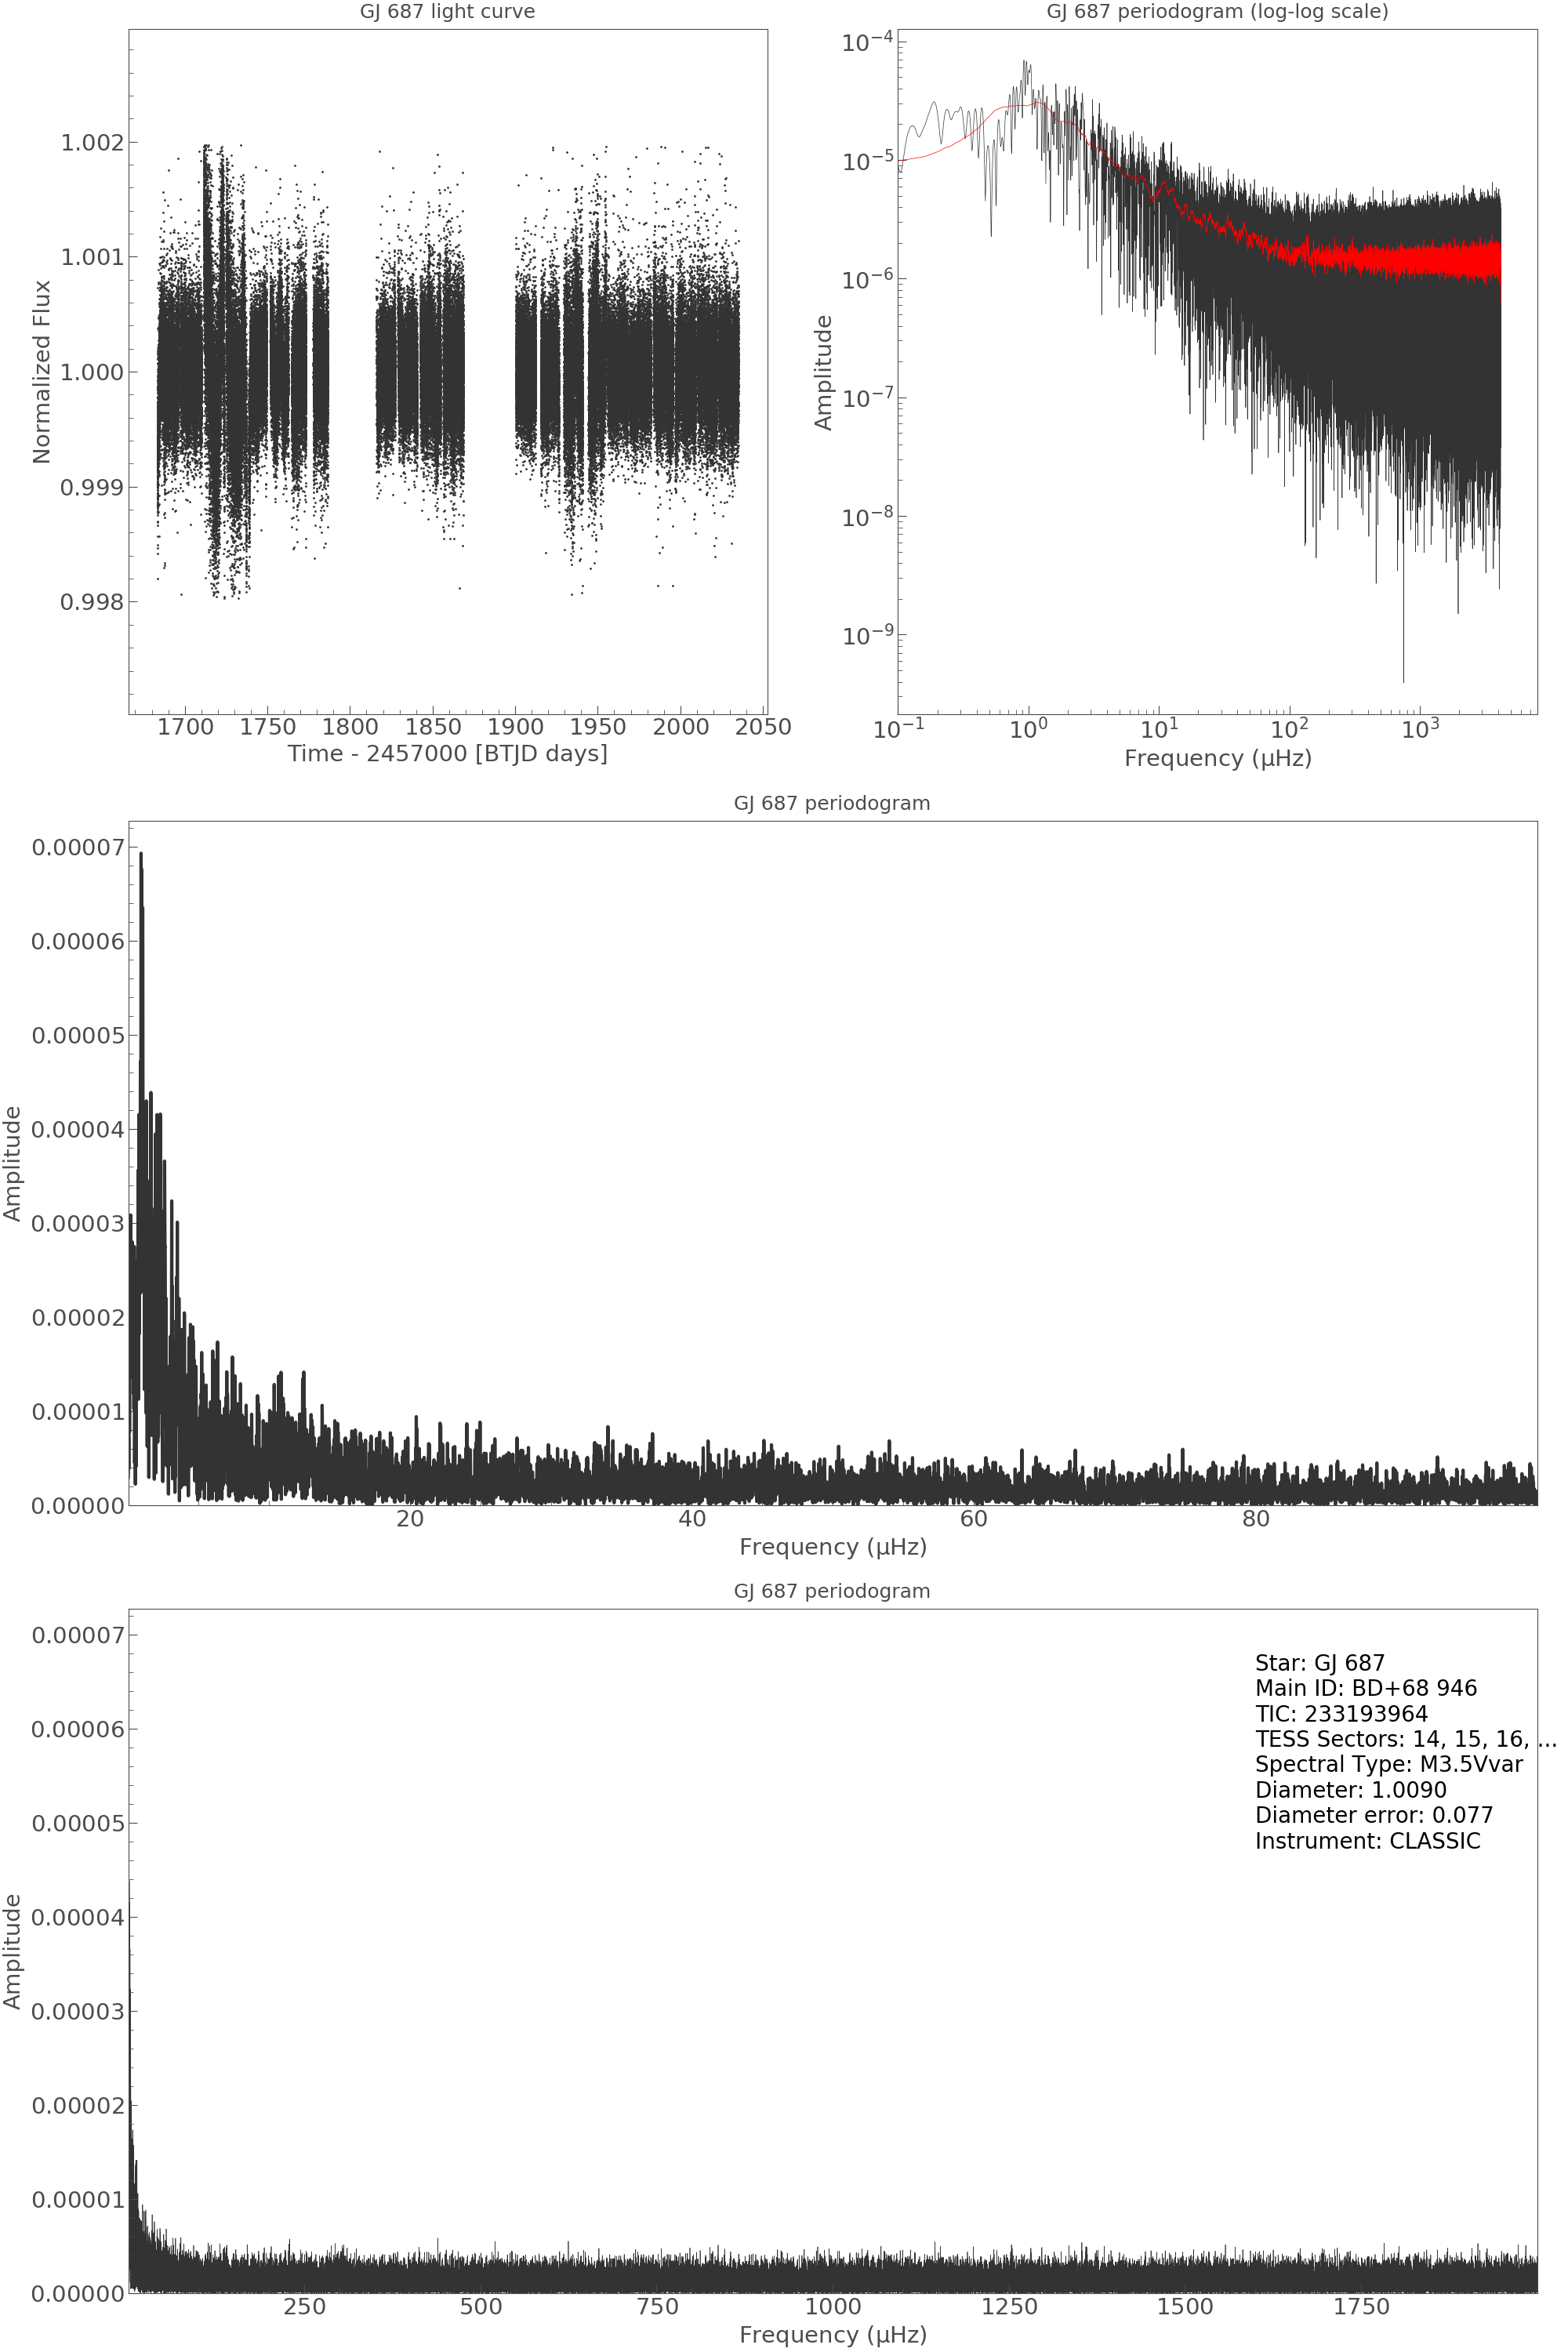 GJ 687 light curve
1.002
1.001
1.000
0.999
0.998
Normalized Flux
1700 1750 1800 1850 1900 1950 2000 2050
Time - 2457000 [BTJD days]
GJ 687 periodogram (log-log scale)
10⁻⁴
10⁻⁵
10⁻⁶
10⁻⁷
10⁻⁸
10⁻⁹
Amplitude
10⁻¹ 10⁰ 10¹ 10² 10³
Frequency (μHz)
GJ 687 periodogram
0.00007
0.00006
0.00005
0.00004
0.00003
0.00002
0.00001
0.00000
Amplitude
20 40 60 80
Frequency (μHz)
GJ 687 periodogram
0.00007
0.00006
0.00005
0.00004
0.00003
0.00002
0.00001
0.00000
Amplitude
Star: GJ 687
Main ID: BD+68 946
TIC: 233193964
TESS Sectors: 14, 15, 16, ...
Spectral Type: M3.5Vvar
Diameter: 1.0090
Diameter error: 0.077
Instrument: CLASSIC
250 500 750 1000 1250 1500 1750
Frequency (μHz)